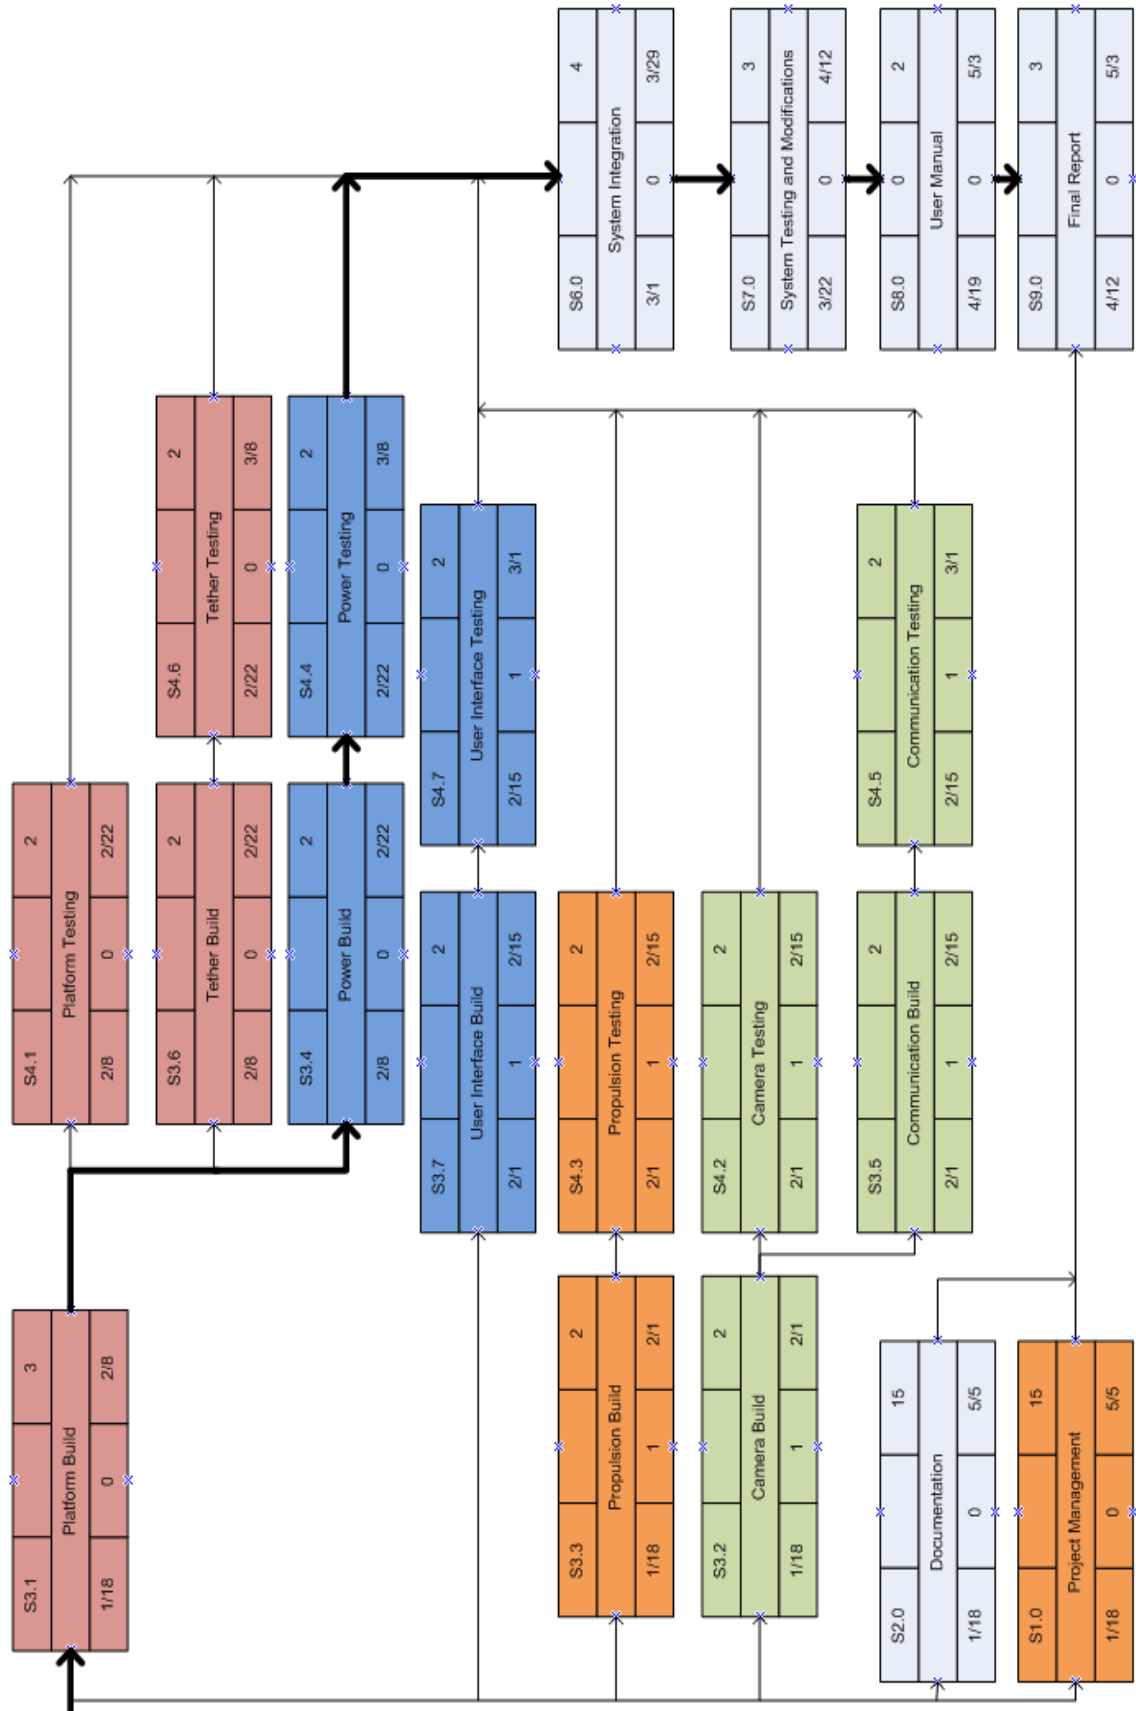 S3.1 3
Platform Build
1/18 0 2/8
S4.1 2
Platform Testing
2/8 0 2/22
S3.6 2
Tether Build
2/8 0 2/22
S4.6 2
Tether Testing
2/22 0 3/8
S3.4 2
Power Build
2/8 0 2/22
S4.4 2
Power Testing
2/22 0 3/8
S3.7 2
User Interface Build
2/1 1 2/15
S4.7 2
User Interface Testing
2/15 1 3/1
S3.3 2
Propulsion Build
1/18 1 2/1
S4.3 2
Propulsion Testing
2/1 1 2/15
S6.0 4
System Integration
3/1 0 3/29
S3.2 2
Camera Build
1/18 1 2/1
S4.2 2
Camera Testing
2/1 1 2/15
S7.0 3
System Testing and Modifications
3/22 0 4/12
S3.5 2
Communication Build
2/1 1 2/15
S4.5 2
Communication Testing
2/15 1 3/1
S2.0 15
Documentation
1/18 0 5/5
S8.0 0 2
User Manual
4/19 0 5/3
S1.0 15
Project Management
1/18 0 5/5
S9.0 3
Final Report
4/12 0 5/3